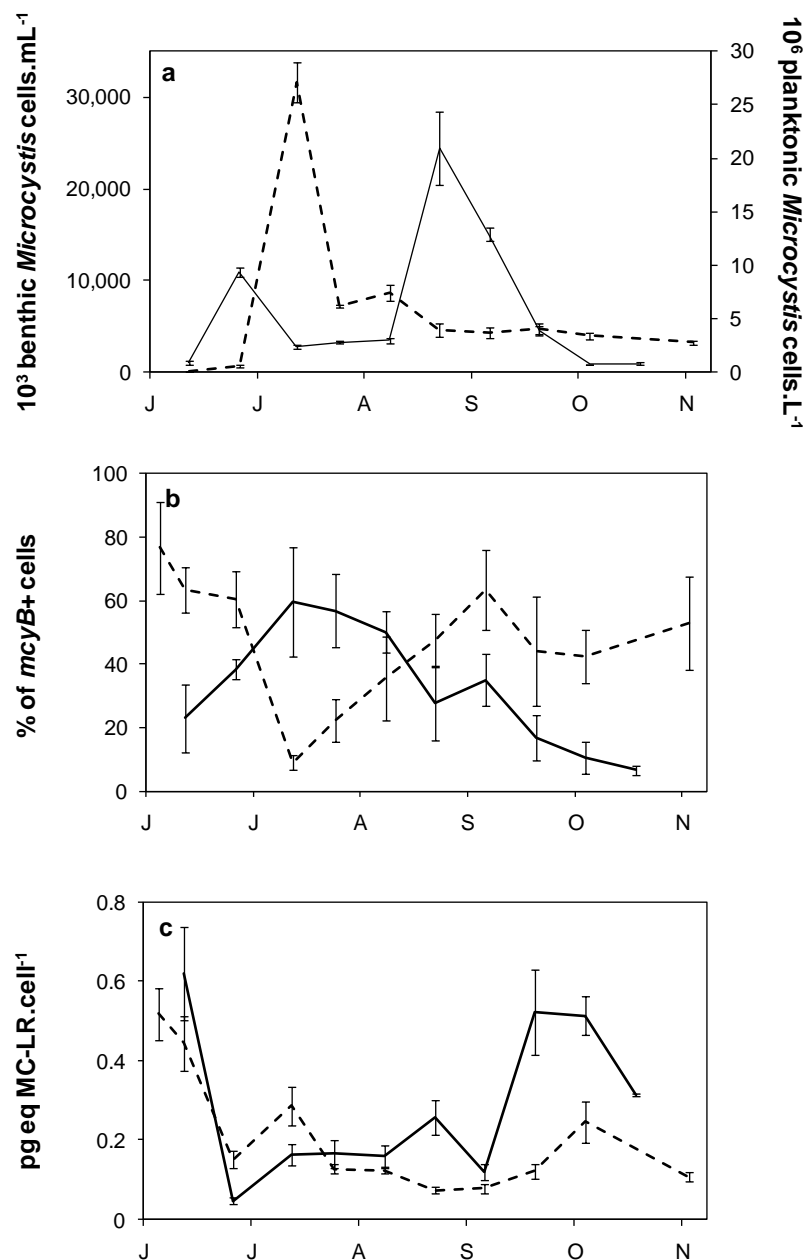 10³ benthic Microcystis cells.mL⁻¹
a
30,000
20,000
10,000
0
30
25
20
15
10
5
0
10⁶ planktonic Microcystis cells.L⁻¹
J J A S O N
% of mcyB+ cells
b
100
80
60
40
20
0
J J A S O N
pg eq MC-LR.cell⁻¹
c
0.8
0.6
0.4
0.2
0
J J A S O N